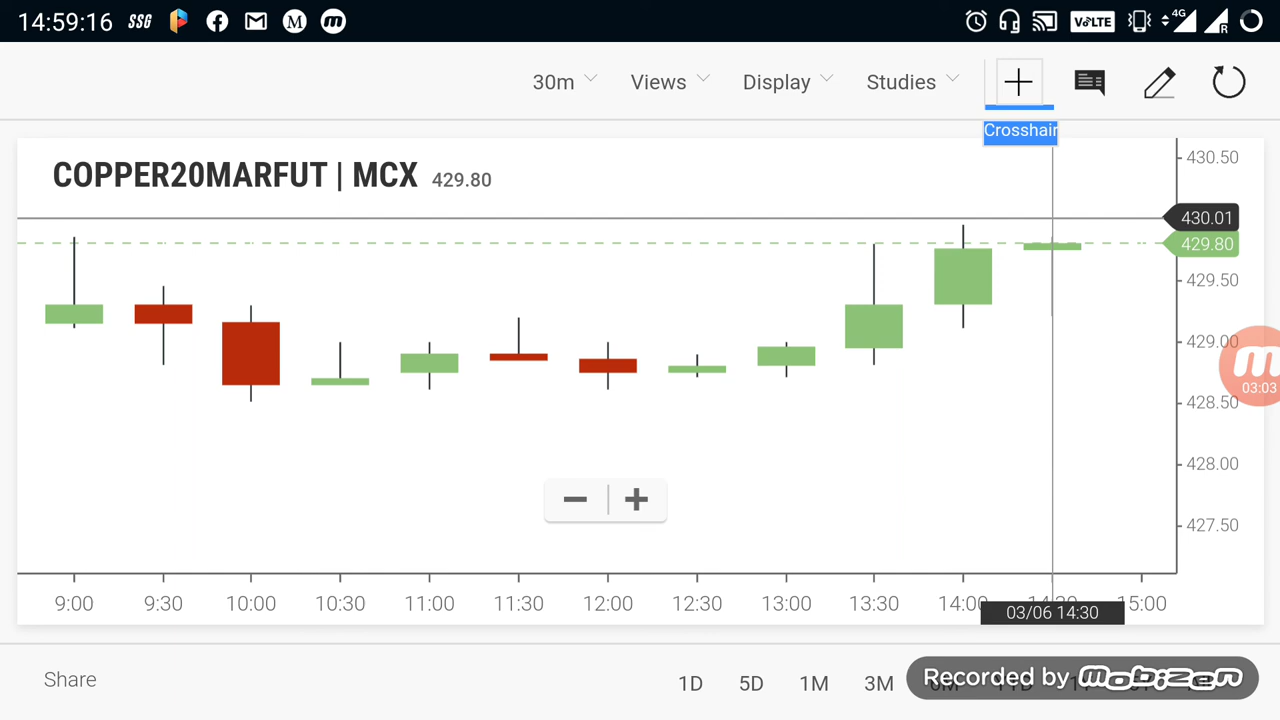 14:59:16 SSG M 4G VoLTE R
30m Views Display Studies
Crosshair
COPPER20MARFUT | MCX 429.80
430.50
430.01
429.80
429.50
429.00
428.50
428.00
427.50
03:03
9:00 9:30 10:00 10:30 11:00 11:30 12:00 12:30 13:00 13:30 14:00 15:00
03/06 14:30
Share 1D 5D 1M 3M
Recorded by mobizen